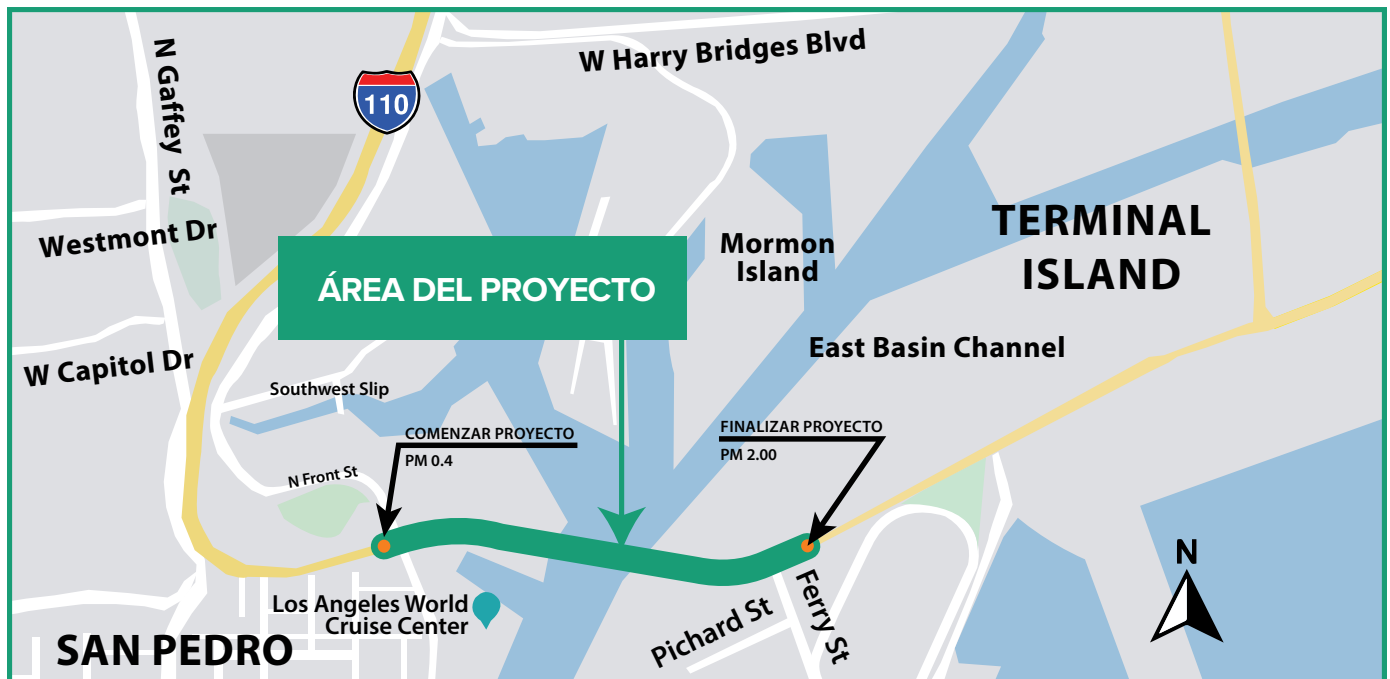 W Harry Bridges Blvd
N Gaffey St
110
Westmont Dr
TERMINAL
ISLAND
Mormon
Island
ÁREA DEL PROYECTO
East Basin Channel
W Capitol Dr
Southwest Slip
COMENZAR PROYECTO
PM 0.4
FINALIZAR PROYECTO
PM 2.00
N Front St
N
Los Angeles World
Cruise Center
Pichard St
Ferry St
SAN PEDRO